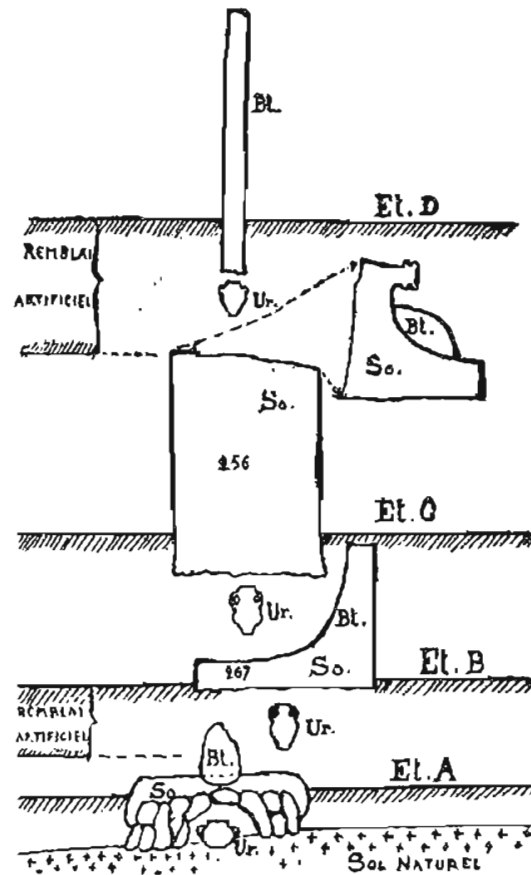 Bt.
Et. D
REMBLAI
ARTIFICIEL
Ur.
Bt.
So.
So.
256
Et. C
Ur.
Bt.
267
So.
Et. B
REMBLAI
ARTIFICIEL
Ur.
Bt.
Et. A
So
Ur.
SOL NATUREL